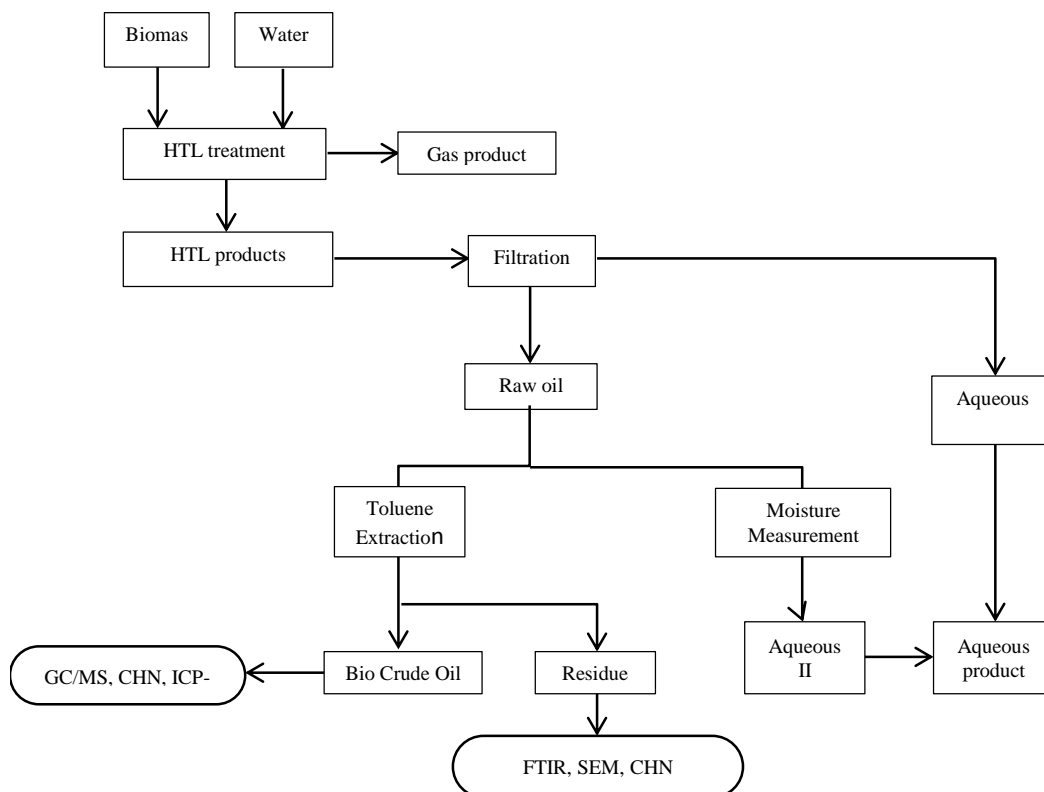 Biomas
Water
HTL treatment
Gas product
HTL products
Filtration
Raw oil
Aqueous
Toluene
Extraction
Moisture
Measurement
GC/MS, CHN, ICP-
Bio Crude Oil
Residue
Aqueous
II
Aqueous
product
FTIR, SEM, CHN